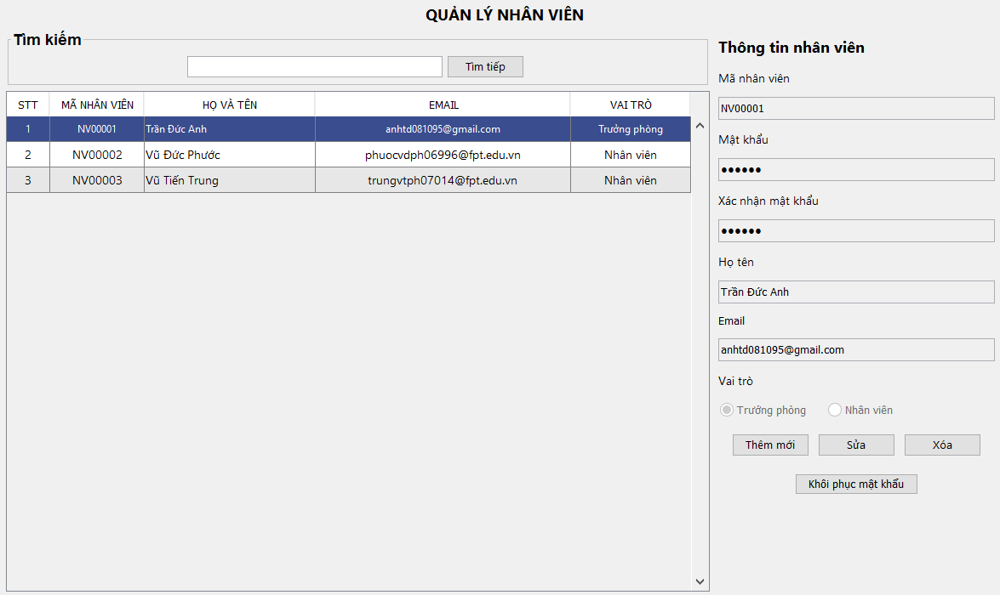 QUẢN LÝ NHÂN VIÊN
Tìm kiếm
Tìm tiếp
STT MÃ NHÂN VIÊN HỌ VÀ TÊN EMAIL VAI TRÒ
1 NV00001 Trần Đức Anh anhtd081095@gmail.com Trưởng phòng
2 NV00002 Vũ Đức Phước phuocvdph06996@fpt.edu.vn Nhân viên
3 NV00003 Vũ Tiến Trung trungvtph07014@fpt.edu.vn Nhân viên
Thông tin nhân viên
Mã nhân viên
NV00001
Mật khẩu
●●●●●●
Xác nhận mật khẩu
●●●●●●
Họ tên
Trần Đức Anh
Email
anhtd081095@gmail.com
Vai trò
Trưởng phòng Nhân viên
Thêm mới Sửa Xóa
Khôi phục mật khẩu